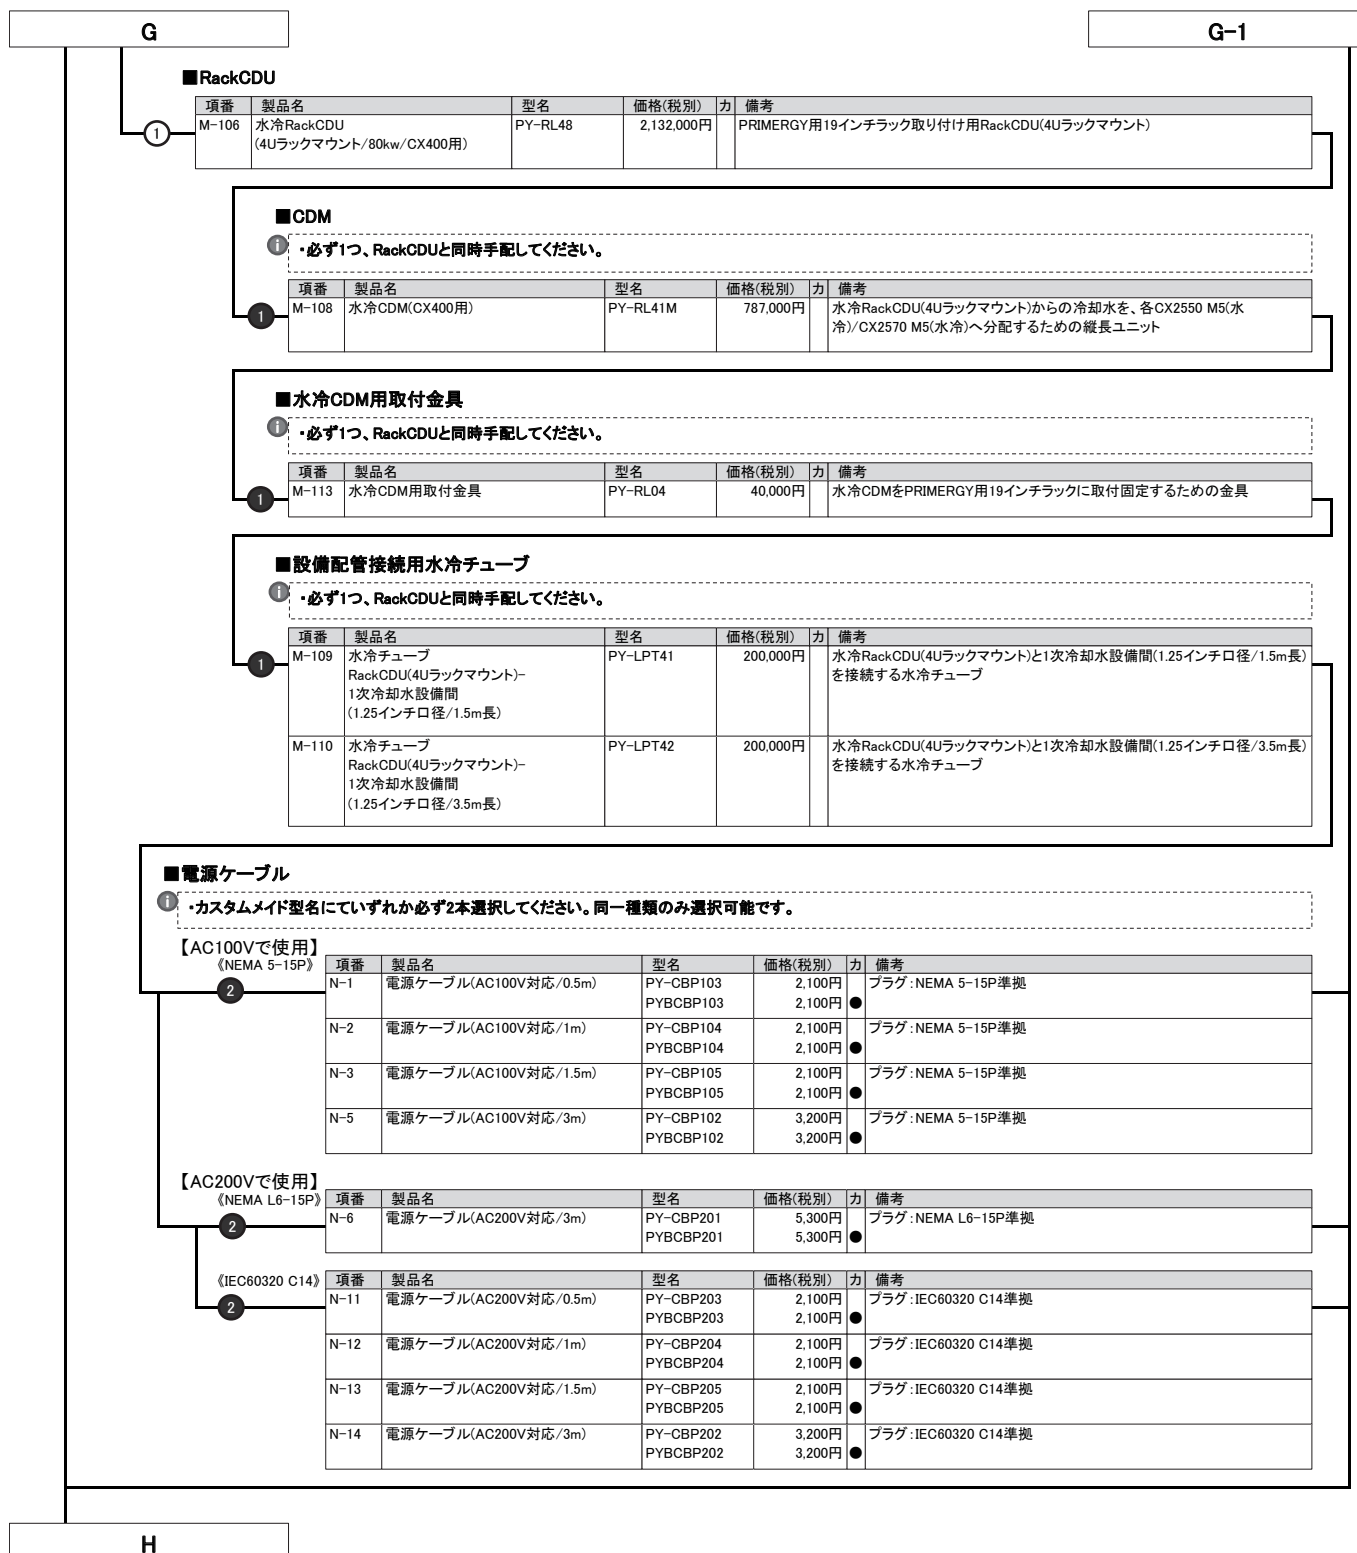 G
G-1
■RackCDU
項番 製品名 型名 価格(税別) カ 備考
1 M-106 水冷RackCDU PY-RL48 2,132,000円 PRIMERGY用19インチラック取り付け用RackCDU(4Uラックマウント)
(4Uラックマウント/80kw/CX400用)
■CDM
i ・必ず1つ、RackCDUと同時手配してください。
項番 製品名 型名 価格(税別) カ 備考
1 M-108 水冷CDM(CX400用) PY-RL41M 787,000円 水冷RackCDU(4Uラックマウント)からの冷却水を、各CX2550 M5(水
冷)/CX2570 M5(水冷)へ分配するための縦長ユニット
■水冷CDM用取付金具
i ・必ず1つ、RackCDUと同時手配してください。
項番 製品名 型名 価格(税別) カ 備考
1 M-113 水冷CDM用取付金具 PY-RL04 40,000円 水冷CDMをPRIMERGY用19インチラックに取付固定するための金具
■設備配管接続用水冷チューブ
i ・必ず1つ、RackCDUと同時手配してください。
項番 製品名 型名 価格(税別) カ 備考
1 M-109 水冷チューブ PY-LPT41 200,000円 水冷RackCDU(4Uラックマウント)と1次冷却水設備間(1.25インチ口径/1.5m長)
RackCDU(4Uラックマウント)- を接続する水冷チューブ
1次冷却水設備間
(1.25インチ口径/1.5m長)
M-110 水冷チューブ PY-LPT42 200,000円 水冷RackCDU(4Uラックマウント)と1次冷却水設備間(1.25インチ口径/3.5m長)
RackCDU(4Uラックマウント)- を接続する水冷チューブ
1次冷却水設備間
(1.25インチ口径/3.5m長)
■電源ケーブル
i ・カスタムメイド型名にていずれか必ず2本選択してください。同一種類のみ選択可能です。
【AC100Vで使用】
《NEMA 5-15P》 項番 製品名 型名 価格(税別) カ 備考
2 N-1 電源ケーブル(AC100V対応/0.5m) PY-CBP103 2,100円 プラグ:NEMA 5-15P準拠
PYBCBP103 2,100円 ●
N-2 電源ケーブル(AC100V対応/1m) PY-CBP104 2,100円 プラグ:NEMA 5-15P準拠
PYBCBP104 2,100円 ●
N-3 電源ケーブル(AC100V対応/1.5m) PY-CBP105 2,100円 プラグ:NEMA 5-15P準拠
PYBCBP105 2,100円 ●
N-5 電源ケーブル(AC100V対応/3m) PY-CBP102 3,200円 プラグ:NEMA 5-15P準拠
PYBCBP102 3,200円 ●
【AC200Vで使用】
《NEMA L6-15P》 項番 製品名 型名 価格(税別) カ 備考
2 N-6 電源ケーブル(AC200V対応/3m) PY-CBP201 5,300円 プラグ:NEMA L6-15P準拠
PYBCBP201 5,300円 ●
《IEC60320 C14》 項番 製品名 型名 価格(税別) カ 備考
2 N-11 電源ケーブル(AC200V対応/0.5m) PY-CBP203 2,100円 プラグ:IEC60320 C14準拠
PYBCBP203 2,100円 ●
N-12 電源ケーブル(AC200V対応/1m) PY-CBP204 2,100円 プラグ:IEC60320 C14準拠
PYBCBP204 2,100円 ●
N-13 電源ケーブル(AC200V対応/1.5m) PY-CBP205 2,100円 プラグ:IEC60320 C14準拠
PYBCBP205 2,100円 ●
N-14 電源ケーブル(AC200V対応/3m) PY-CBP202 3,200円 プラグ:IEC60320 C14準拠
PYBCBP202 3,200円 ●
H